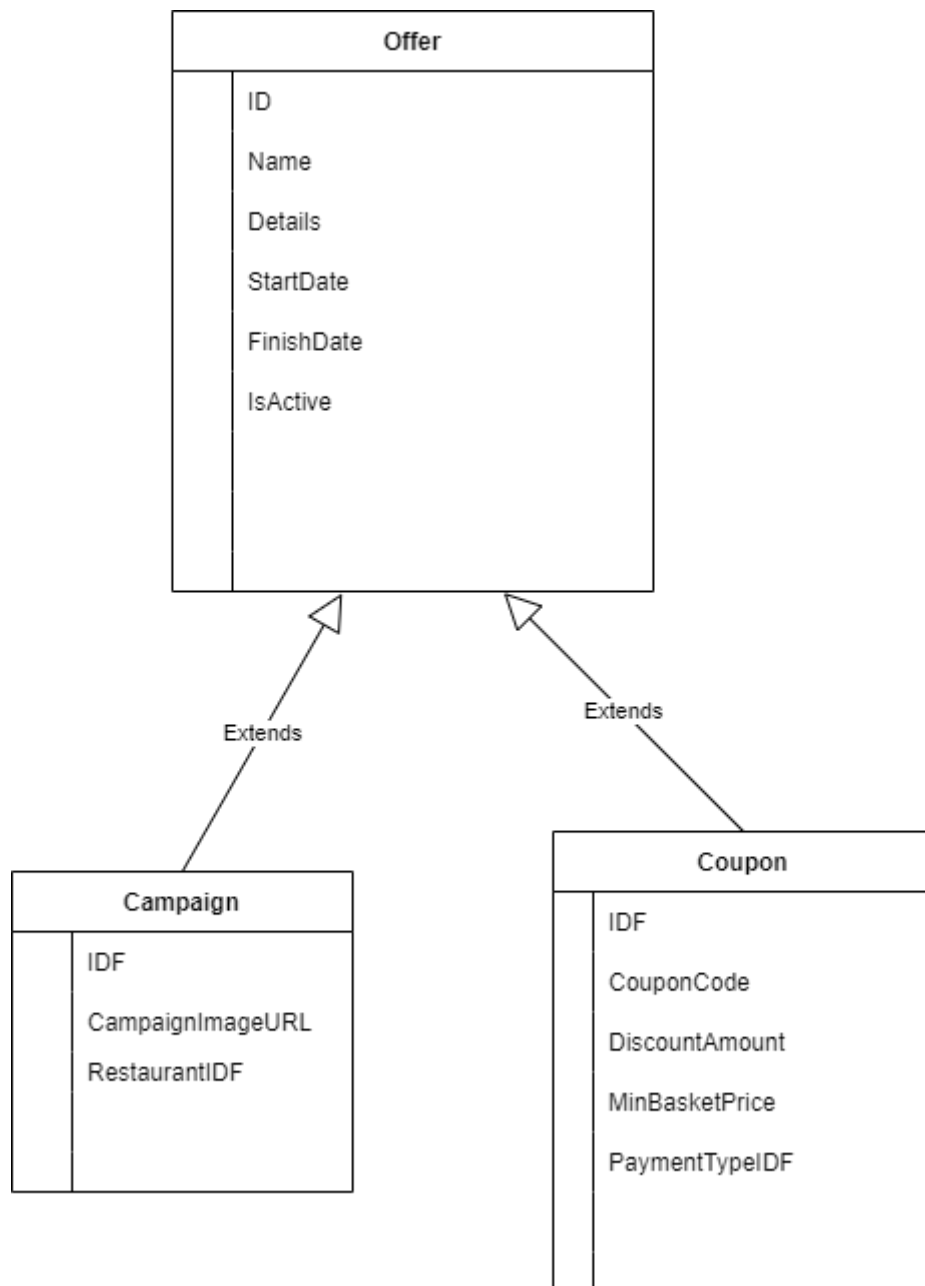 Offer
ID
Name
Details
StartDate
FinishDate
IsActive
Extends
Extends
Campaign
IDF
CampaignImageURL
RestaurantIDF
Coupon
IDF
CouponCode
DiscountAmount
MinBasketPrice
PaymentTypeIDF